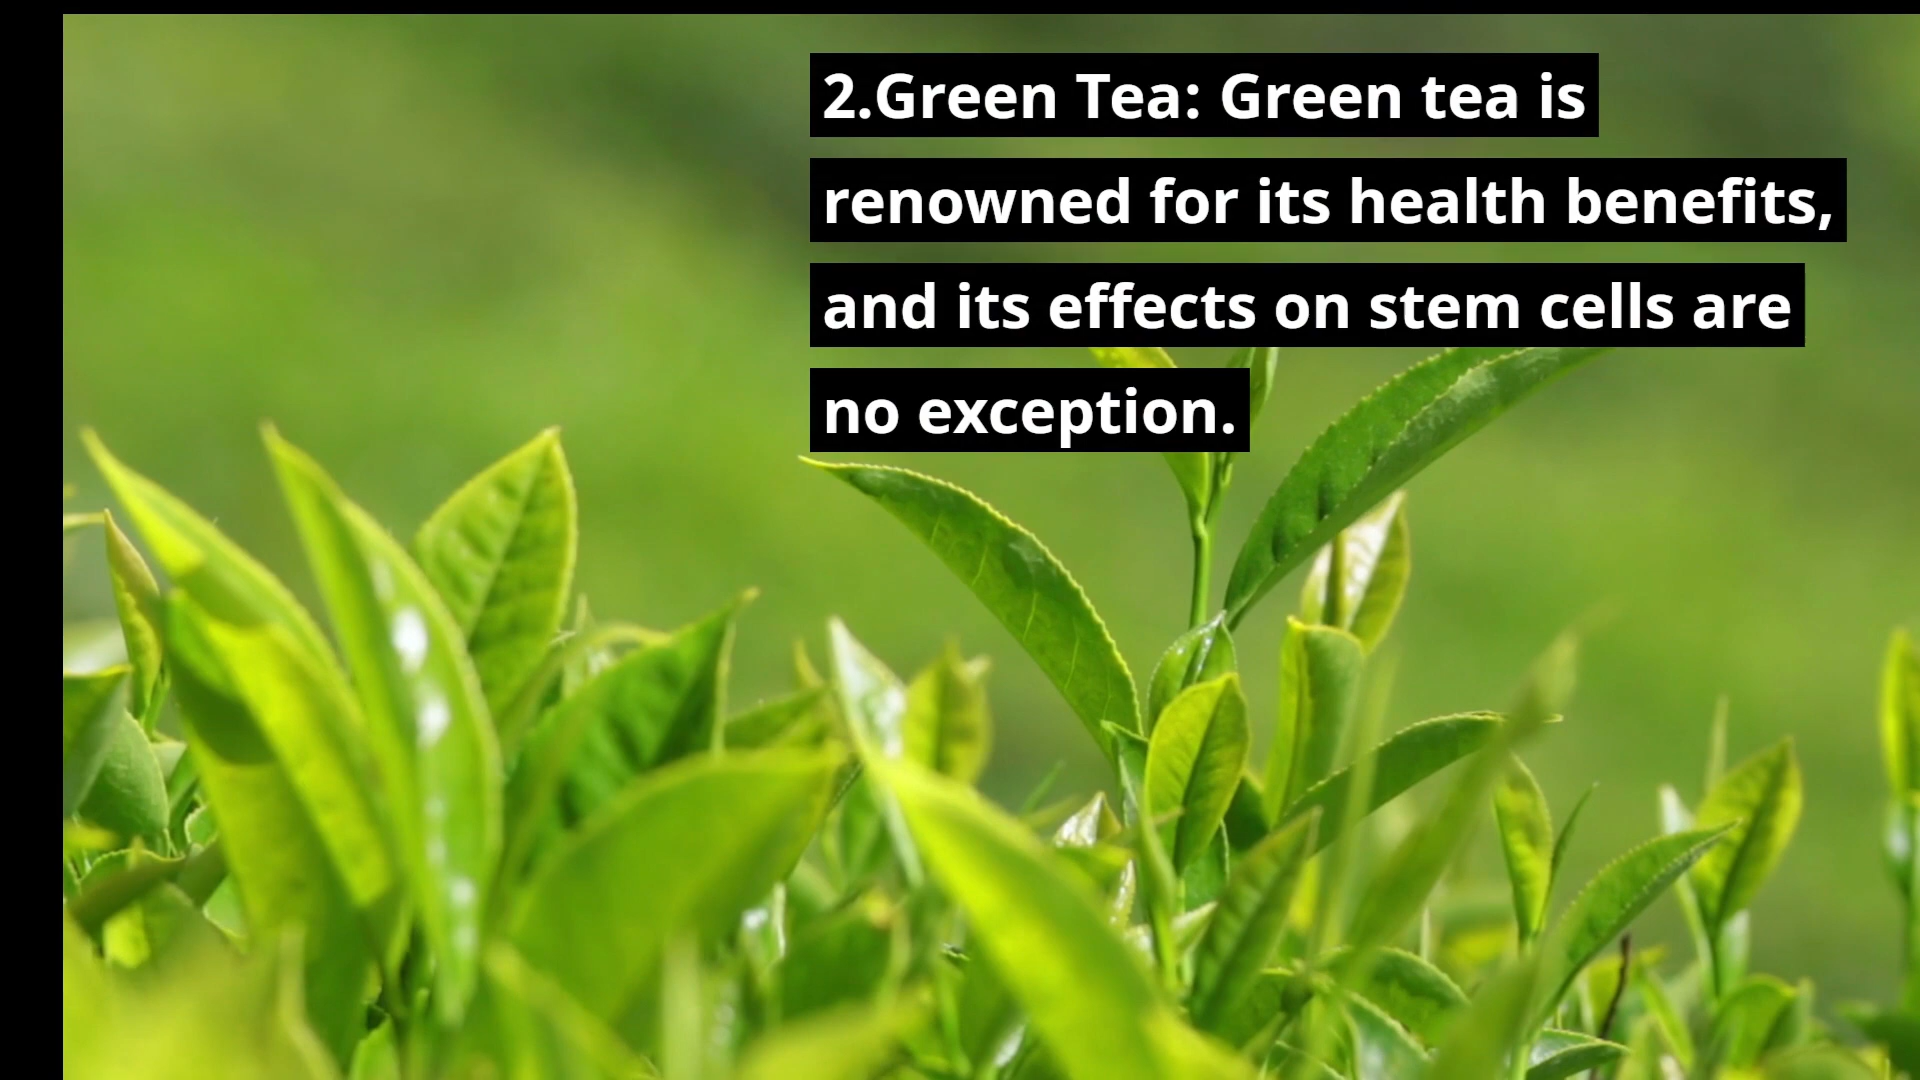 2.Green Tea: Green tea is
renowned for its health benefits,
and its effects on stem cells are
no exception.